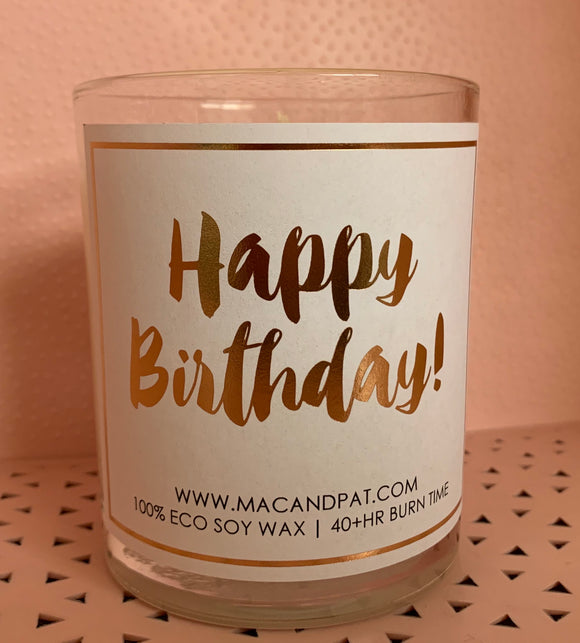 Happy
Birthday!
WWW.MACANDPAT.COM
100% ECO SOY WAX | 40+HR BURN TIME